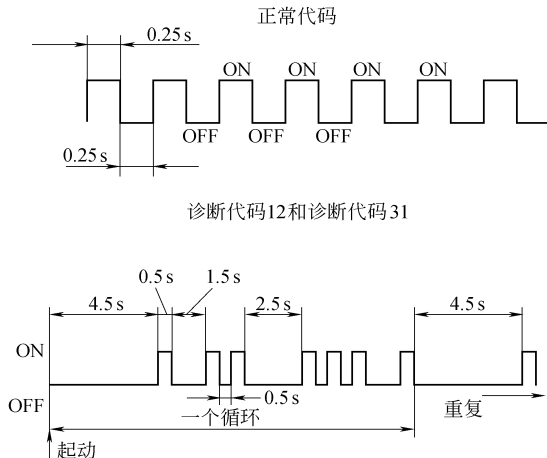 正常代码
0.25 s
ON ON ON ON
OFF OFF OFF
0.25 s
诊断代码12和诊断代码31
0.5 s 1.5 s
4.5 s 2.5 s 4.5 s
ON
OFF
0.5 s
一个循环
重复
起动